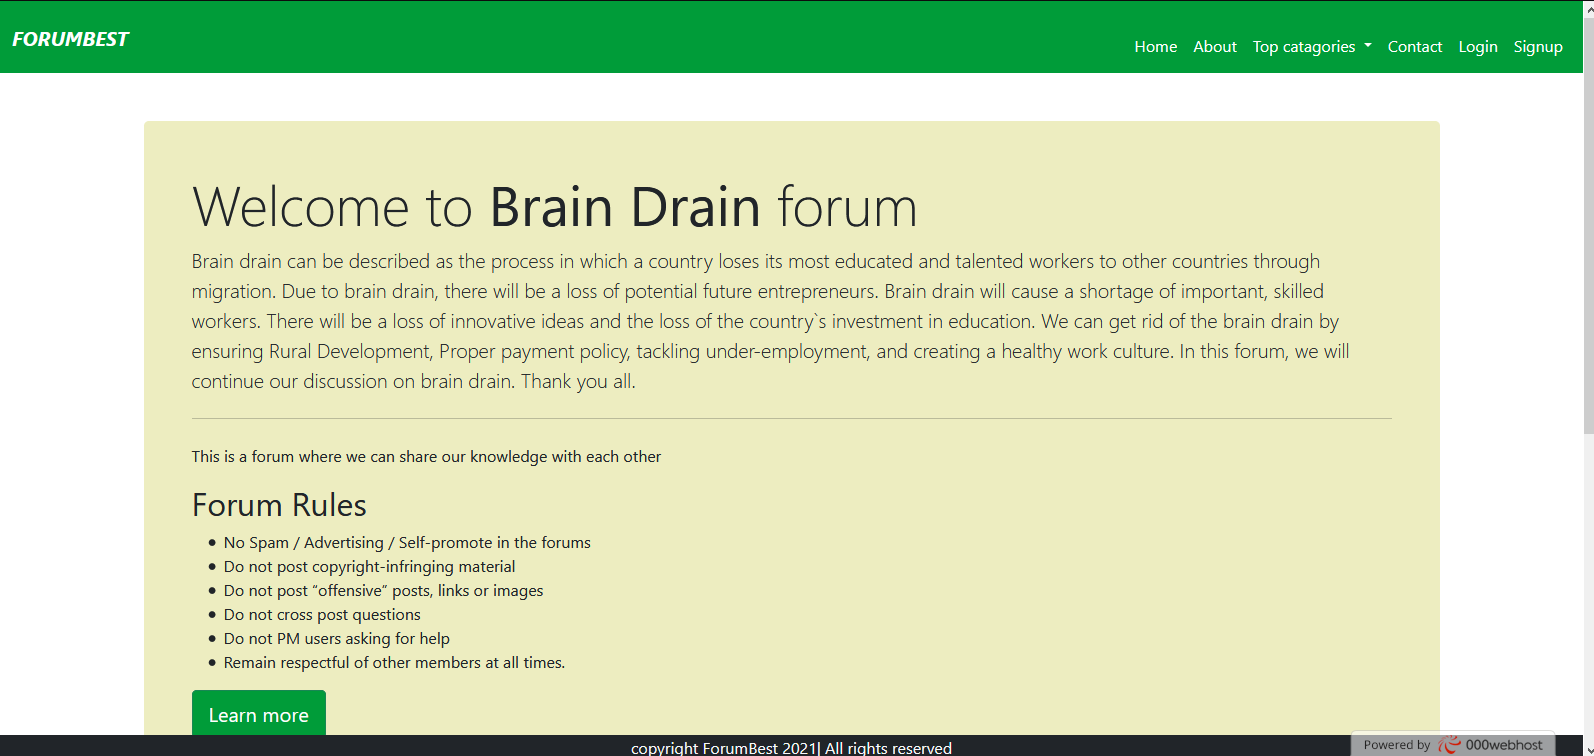 FORUMBEST
Home About Top catagories Contact Login Signup
Welcome to Brain Drain forum
Brain drain can be described as the process in which a country loses its most educated and talented workers to other countries through
migration. Due to brain drain, there will be a loss of potential future entrepreneurs. Brain drain will cause a shortage of important, skilled
workers. There will be a loss of innovative ideas and the loss of the country`s investment in education. We can get rid of the brain drain by
ensuring Rural Development, Proper payment policy, tackling under-employment, and creating a healthy work culture. In this forum, we will
continue our discussion on brain drain. Thank you all.
This is a forum where we can share our knowledge with each other
Forum Rules
• No Spam / Advertising / Self-promote in the forums
• Do not post copyright-infringing material
• Do not post “offensive” posts, links or images
• Do not cross post questions
• Do not PM users asking for help
• Remain respectful of other members at all times.
Learn more
copyright ForumBest 2021| All rights reserved
Powered by 000webhost